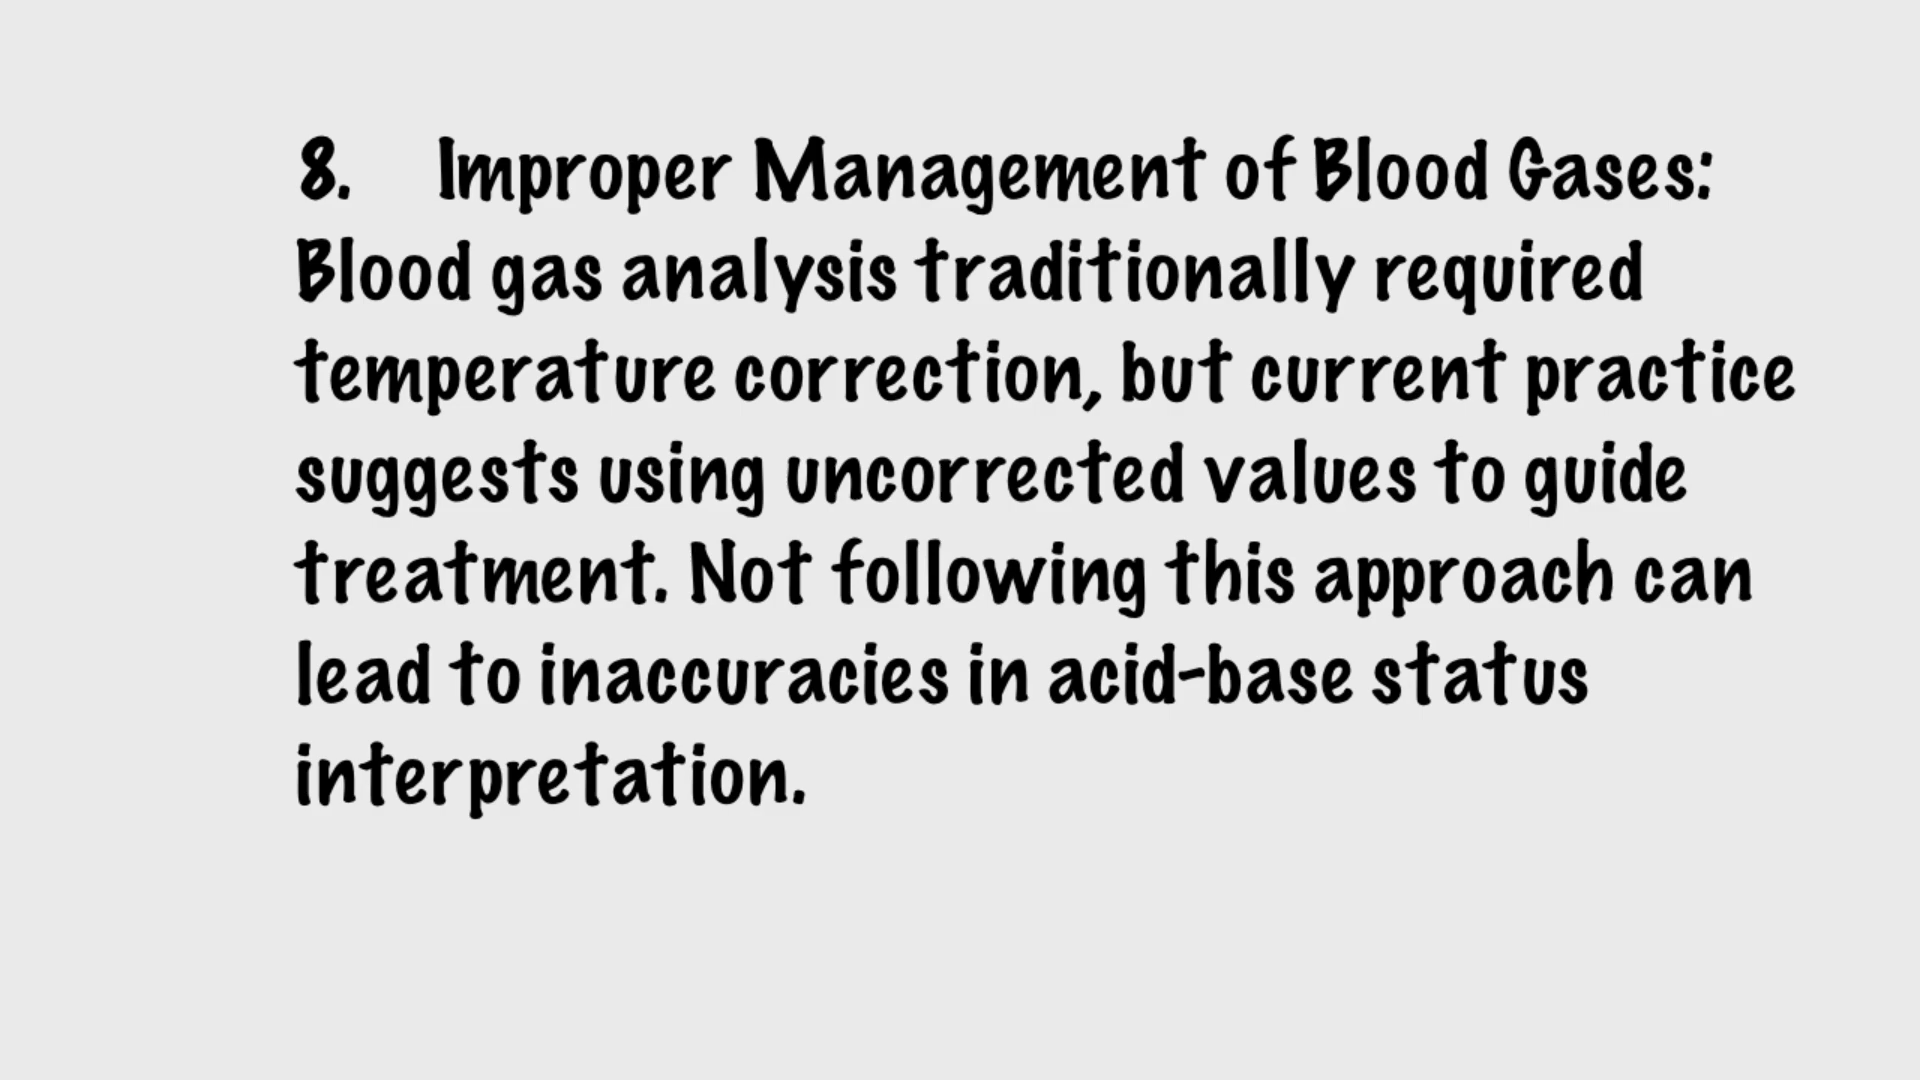 8. Improper Management of Blood Gases:
Blood gas analysis traditionally required
temperature correction, but current practice
suggests using uncorrected values to guide
treatment. Not following this approach can
lead to inaccuracies in acid-base status
interpretation.